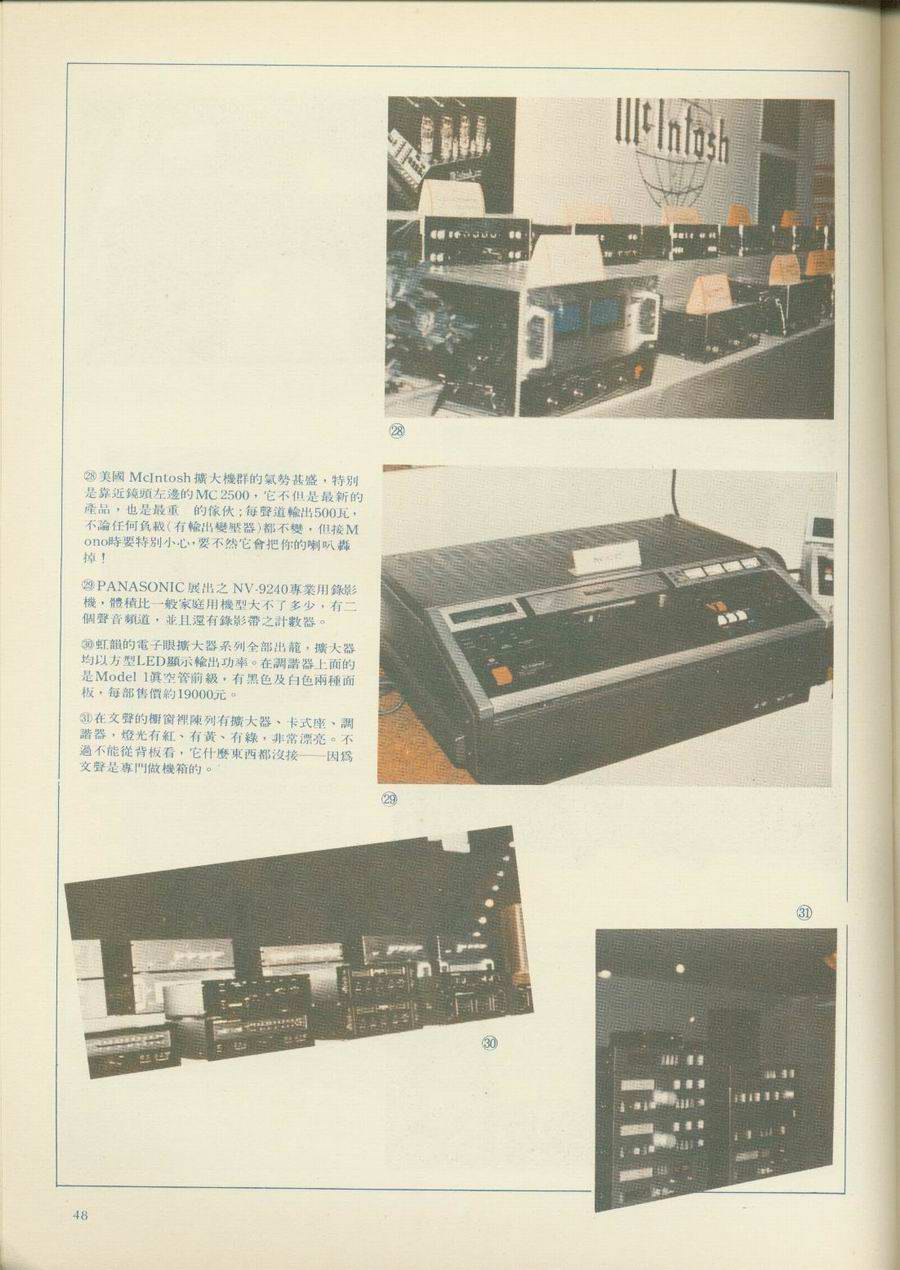 McIntosh
McIntosh
㉘
㉘美國 McIntosh 擴大機群的氣勢甚盛，特別
是靠近鏡頭左邊的MC 2500，它不但是最新的
產品，也是最重 的傢伙；每聲道輸出500瓦，
不論任何負載（有輸出變壓器）都不變，但接M
ono時要特別小心，要不然它會把你的喇叭轟
掉！
㉙PANASONIC 展出之 NV-9240專業用錄影
機，體積比一般家庭用機型大不了多少，有二
個聲音頻道，並且還有錄影帶之計數器。
㉚虹韻的電子眼擴大器系列全部出蘢，擴大器
均以方型LED顯示輸出功率。在調諧器上面的
是Model 1眞空管前級，有黑色及白色兩種面
板，每部售價約19000元。
㉛在文聲的櫥窗裡陳列有擴大器、卡式座、調
諧器，燈光有紅、有黃、有綠，非常漂亮。不
過不能從背板看，它什麼東西都沒接——因爲
文聲是專門做機箱的。
㉙
㉛
㉚
48